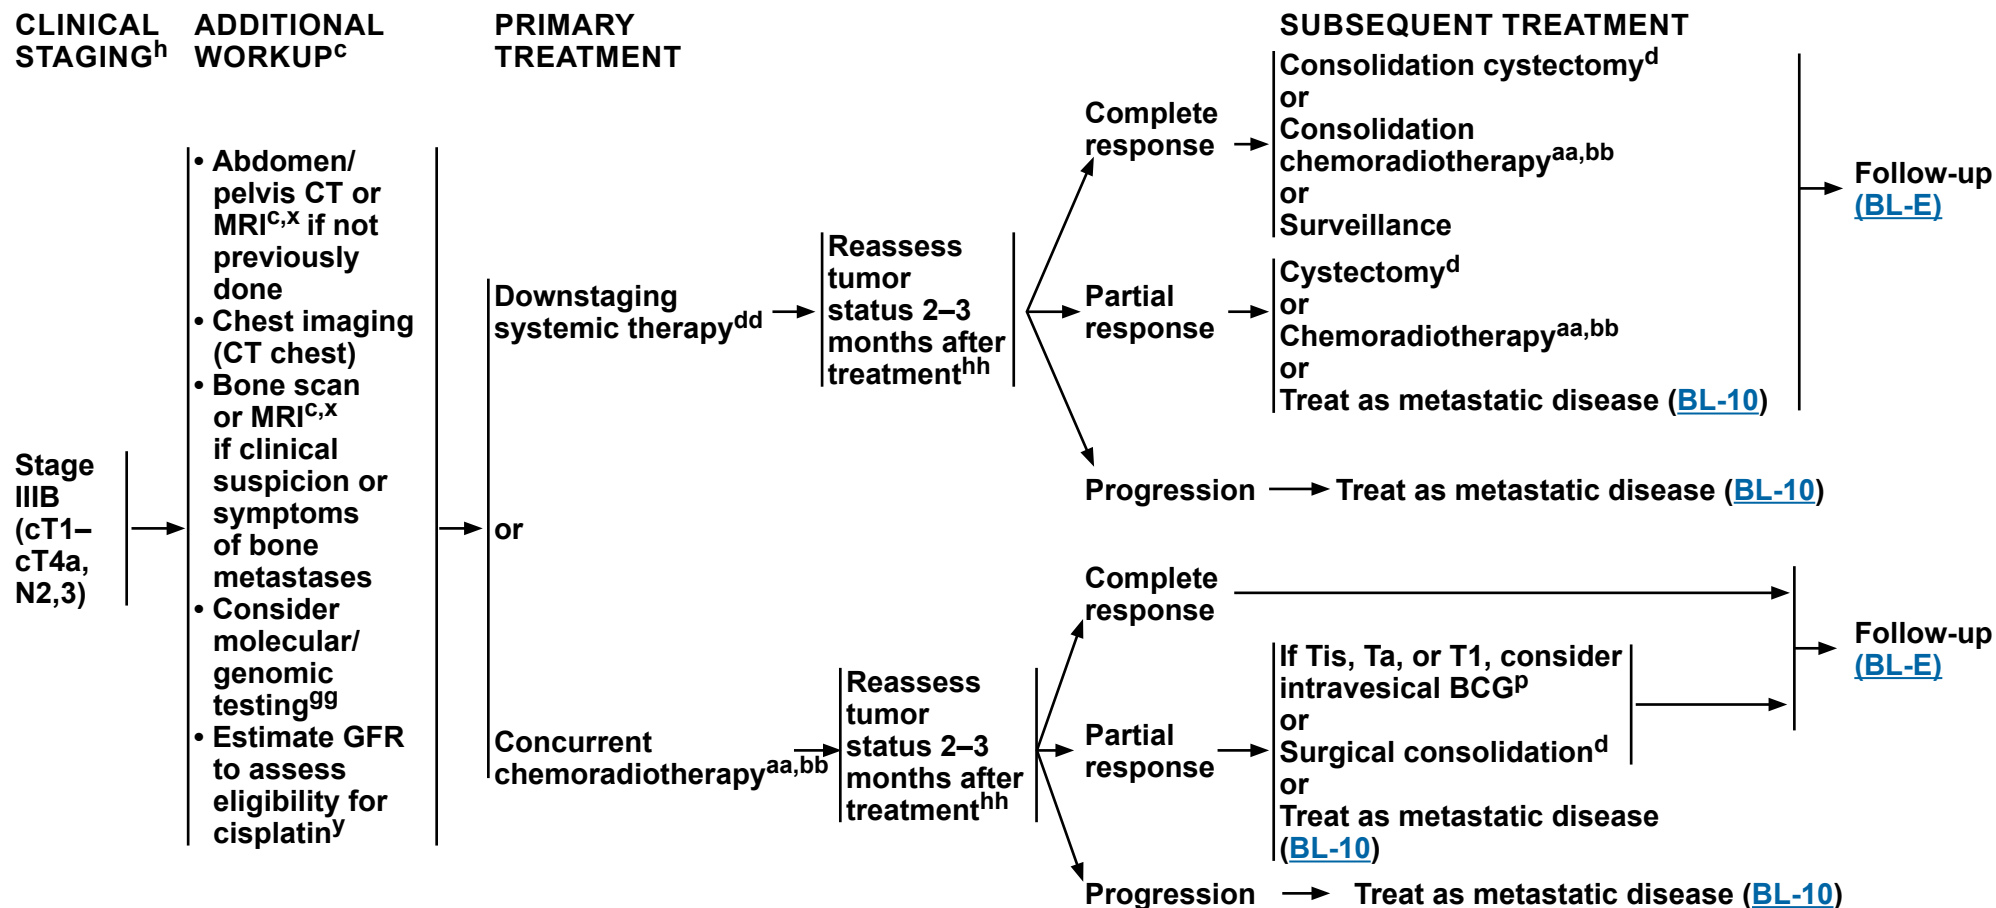 CLINICAL
STAGINGh
ADDITIONAL
WORKUPc
PRIMARY
TREATMENT
SUBSEQUENT TREATMENT
Stage
IIIB
(cT1–
cT4a,
N2,3)
• Abdomen/
pelvis CT or
MRIc,x if not
previously
done
• Chest imaging
(CT chest)
• Bone scan
or MRIc,x
if clinical
suspicion or
symptoms
of bone
metastases
• Consider
molecular/
genomic
testinggg
• Estimate GFR
to assess
eligibility for
cisplatiny
Downstaging
systemic therapydd
or
Concurrent
chemoradiotherapyaa,bb
Reassess
tumor
status 2–3
months after
treatmenthh
Complete
response
Consolidation cystectomyd
or
Consolidation
chemoradiotherapyaa,bb
or
Surveillance
Partial
response
Cystectomyd
or
Chemoradiotherapyaa,bb
or
Treat as metastatic disease (BL-10)
Follow-up
(BL-E)
Progression
Treat as metastatic disease (BL-10)
Reassess
tumor
status 2–3
months after
treatmenthh
Complete
response
Partial
response
If Tis, Ta, or T1, consider
intravesical BCGp
or
Surgical consolidationd
or
Treat as metastatic disease
(BL-10)
Follow-up
(BL-E)
Progression
Treat as metastatic disease (BL-10)